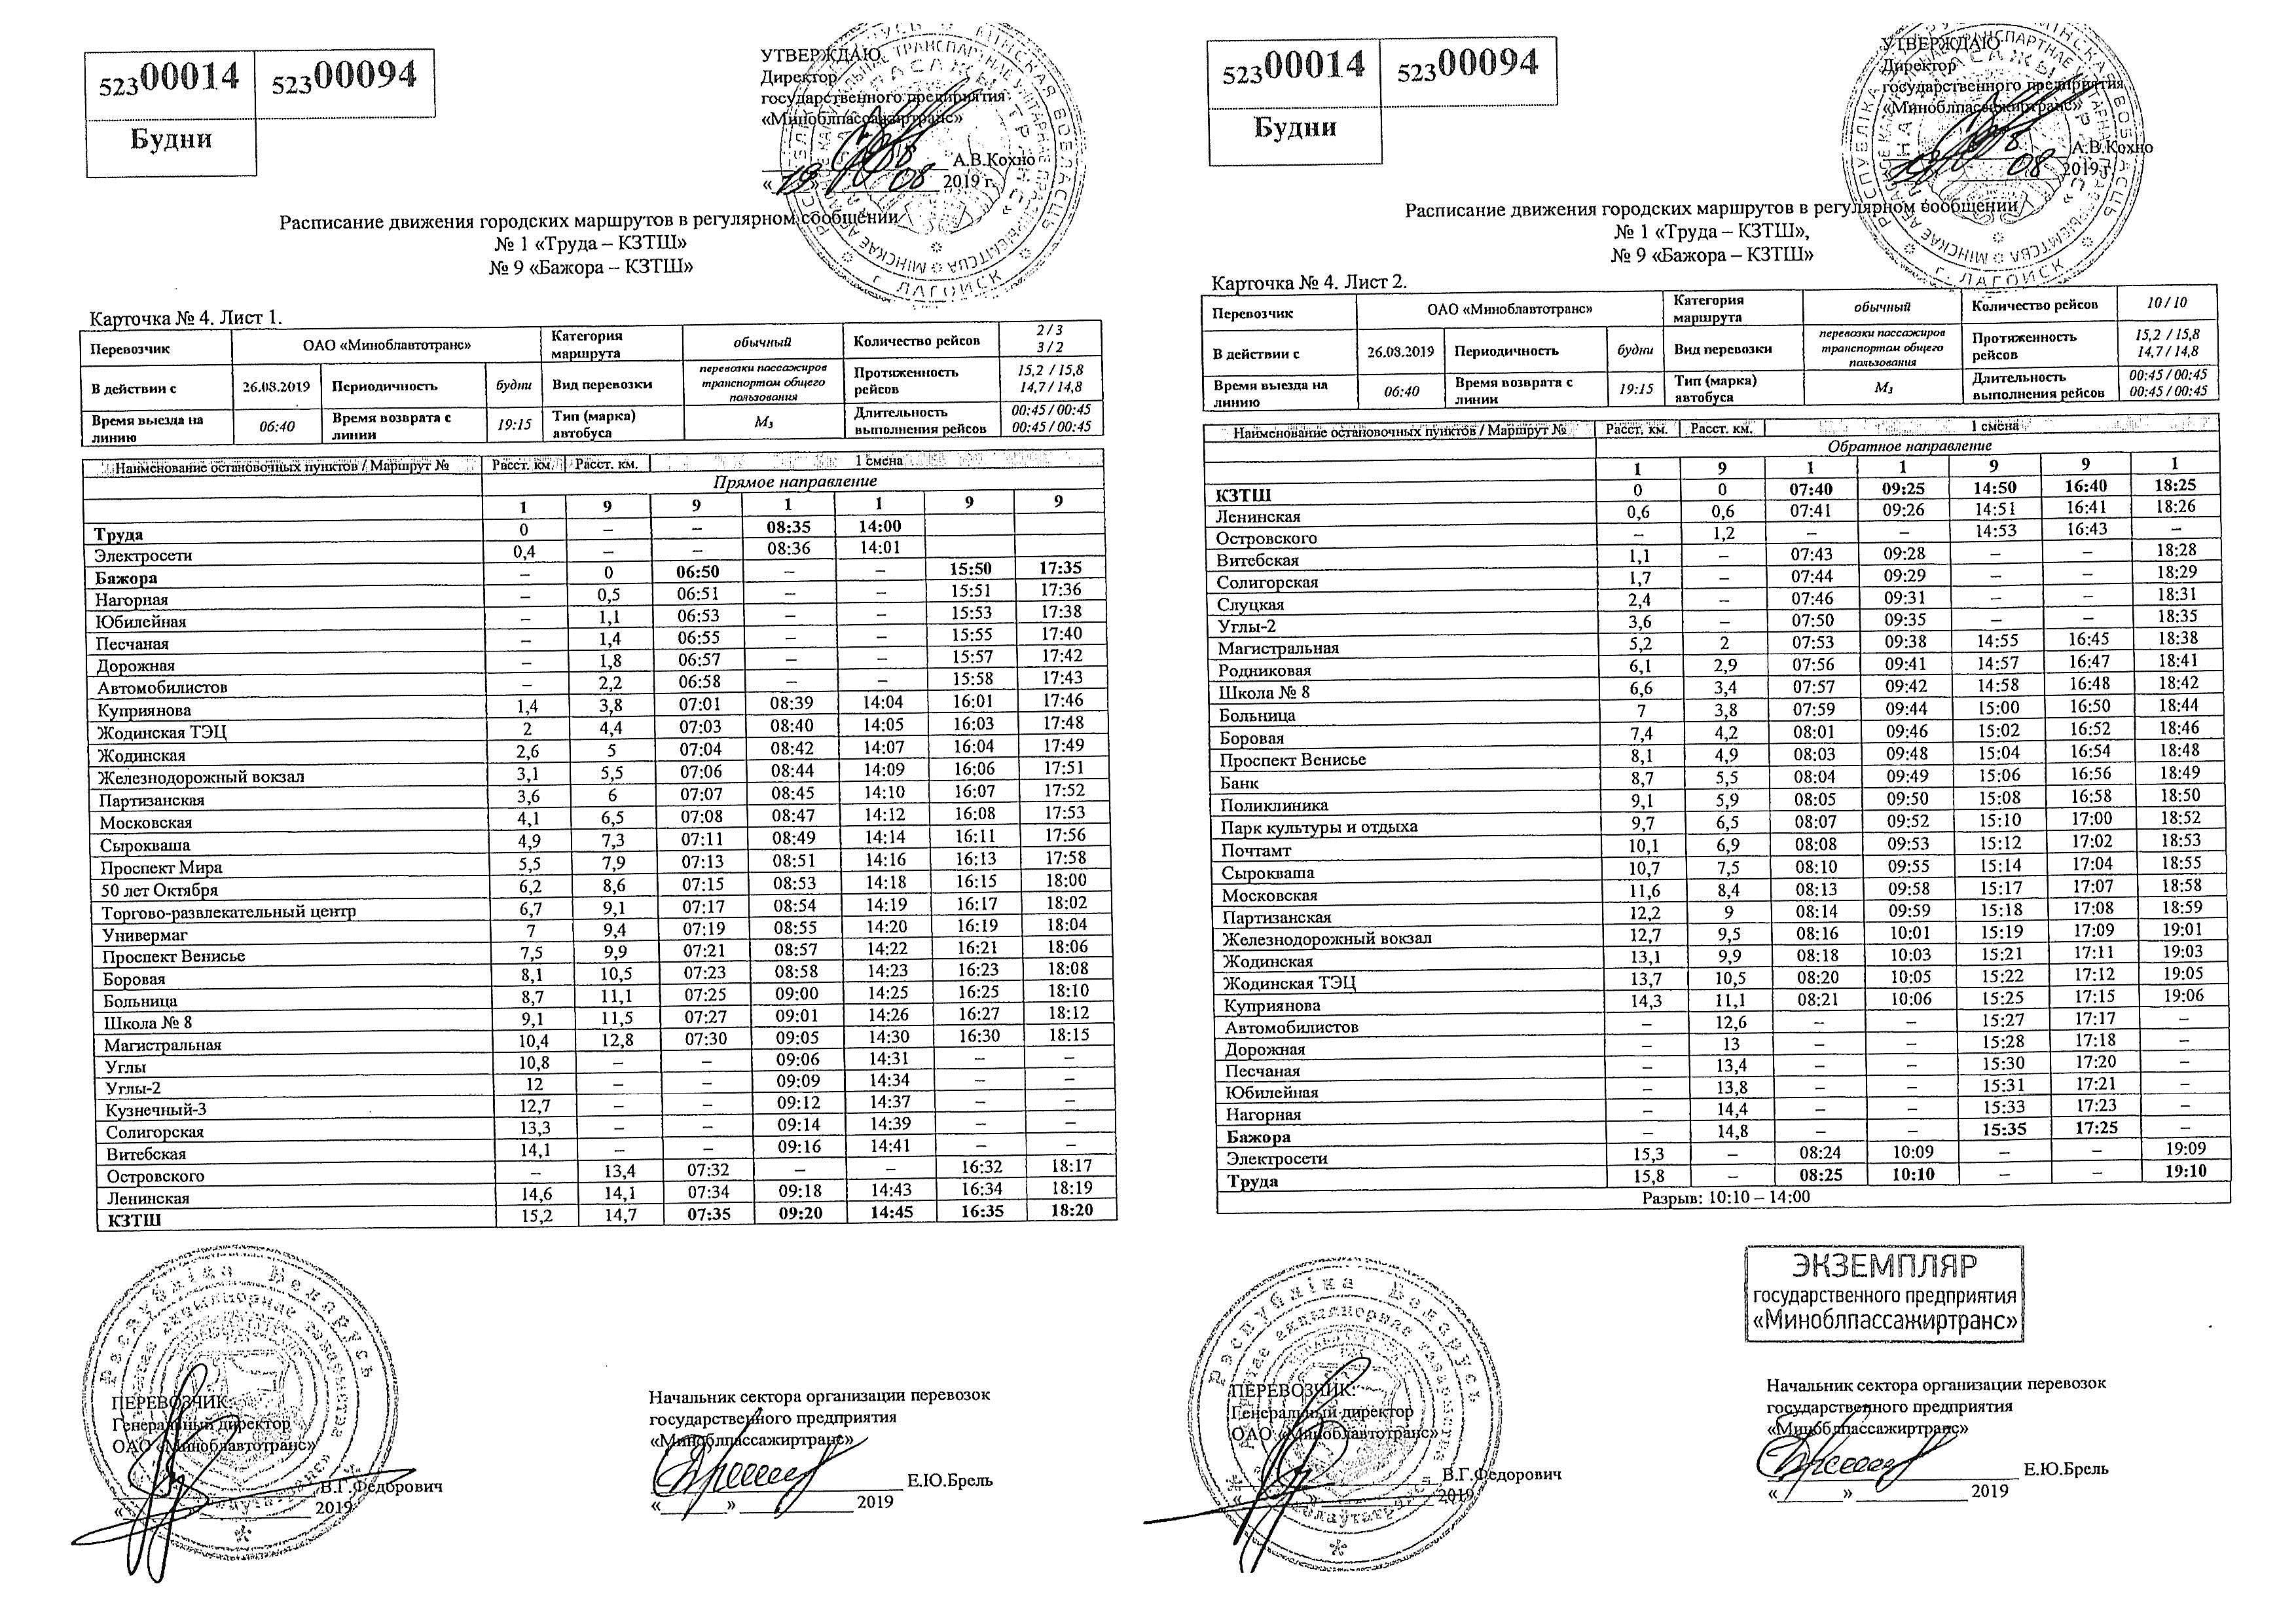 52300014 52300094
Будни
УТВЕРЖДАЮ
Директор
государственного предприятия
«Миноблпассажиртранс»
А.В.Кохно
« 19 » 08 2019 г.
Расписание движения городских маршрутов в регулярном сообщении
№ 1 «Труда – КЗТШ»
№ 9 «Бажора – КЗТШ»
Карточка № 4. Лист 1.
Перевозчик ОАО «Миноблавтотранс» Категория маршрута обычный Количество рейсов 2 / 3 3 / 2
В действии с 26.08.2019 Периодичность будни Вид перевозки перевозки пассажиров транспортом общего пользования Протяженность рейсов 15,2 / 15,8 14,7 / 14,8
Время выезда на линию 06:40 Время возврата с линии 19:15 Тип (марка) автобуса М₃ Длительность выполнения рейсов 00:45 / 00:45 00:45 / 00:45
Наименование остановочных пунктов / Маршрут № Расст. км. Расст. км. 1 смена
Прямое направление
1 9 9 1 1 9 9
Труда 0 – – 08:35 14:00
Электросети 0,4 – – 08:36 14:01
Бажора – 0 06:50 – – 15:50 17:35
Нагорная – 0,5 06:51 – – 15:51 17:36
Юбилейная – 1,1 06:53 – – 15:53 17:38
Песчаная – 1,4 06:55 – – 15:55 17:40
Дорожная – 1,8 06:57 – – 15:57 17:42
Автомобилистов – 2,2 06:58 – – 15:58 17:43
Куприянова 1,4 3,8 07:01 08:39 14:04 16:01 17:46
Жодинская ТЭЦ 2 4,4 07:03 08:40 14:05 16:03 17:48
Жодинская 2,6 5 07:04 08:42 14:07 16:04 17:49
Железнодорожный вокзал 3,1 5,5 07:06 08:44 14:09 16:06 17:51
Партизанская 3,6 6 07:07 08:45 14:10 16:07 17:52
Московская 4,1 6,5 07:08 08:47 14:12 16:08 17:53
Сырокваша 4,9 7,3 07:11 08:49 14:14 16:11 17:56
Проспект Мира 5,5 7,9 07:13 08:51 14:16 16:13 17:58
50 лет Октября 6,2 8,6 07:15 08:53 14:18 16:15 18:00
Торгово-развлекательный центр 6,7 9,1 07:17 08:54 14:19 16:17 18:02
Универмаг 7 9,4 07:19 08:55 14:20 16:19 18:04
Проспект Венисье 7,5 9,9 07:21 08:57 14:22 16:21 18:06
Боровая 8,1 10,5 07:23 08:58 14:23 16:23 18:08
Больница 8,7 11,1 07:25 09:00 14:25 16:25 18:10
Школа № 8 9,1 11,5 07:27 09:01 14:26 16:27 18:12
Магистральная 10,4 12,8 07:30 09:05 14:30 16:30 18:15
Углы 10,8 – – 09:06 14:31 – –
Углы-2 12 – – 09:09 14:34 – –
Кузнечный-3 12,7 – – 09:12 14:37 – –
Солигорская 13,3 – – 09:14 14:39 – –
Витебская 14,1 – – 09:16 14:41 – –
Островского – 13,4 07:32 – – 16:32 18:17
Ленинская 14,6 14,1 07:34 09:18 14:43 16:34 18:19
КЗТШ 15,2 14,7 07:35 09:20 14:45 16:35 18:20
Рэспубліка Беларусь
ПЕРЕВОЗЧИК:
Генеральный директор
ОАО «Миноблавтотранс»
В.Г.Федорович
2019
Начальник сектора организации перевозок
государственного предприятия
«Миноблпассажиртранс»
Е.Ю.Брель
« » 2019
52300014 52300094
Будни
УТВЕРЖДАЮ
Директор
государственного предприятия
«Миноблпассажиртранс»
А.В.Кохно
08 2019 г.
Расписание движения городских маршрутов в регулярном сообщении
№ 1 «Труда – КЗТШ»,
№ 9 «Бажора – КЗТШ»
Карточка № 4. Лист 2.
Перевозчик ОАО «Миноблавтотранс» Категория маршрута обычный Количество рейсов 10 / 10
В действии с 26.08.2019 Периодичность будни Вид перевозки перевозки пассажиров транспортом общего пользования Протяженность рейсов 15,2 / 15,8 14,7 / 14,8
Время выезда на линию 06:40 Время возврата с линии 19:15 Тип (марка) автобуса М₃ Длительность выполнения рейсов 00:45 / 00:45 00:45 / 00:45
Наименование остановочных пунктов / Маршрут № Расст. км. Расст. км. 1 смена
Обратное направление
1 9 1 1 9 9 1
КЗТШ 0 0 07:40 09:25 14:50 16:40 18:25
Ленинская 0,6 0,6 07:41 09:26 14:51 16:41 18:26
Островского – 1,2 – – 14:53 16:43 –
Витебская 1,1 – 07:43 09:28 – – 18:28
Солигорская 1,7 – 07:44 09:29 – – 18:29
Слуцкая 2,4 – 07:46 09:31 – – 18:31
Углы-2 3,6 – 07:50 09:35 – – 18:35
Магистральная 5,2 2 07:53 09:38 14:55 16:45 18:38
Родниковая 6,1 2,9 07:56 09:41 14:57 16:47 18:41
Школа № 8 6,6 3,4 07:57 09:42 14:58 16:48 18:42
Больница 7 3,8 07:59 09:44 15:00 16:50 18:44
Боровая 7,4 4,2 08:01 09:46 15:02 16:52 18:46
Проспект Венисье 8,1 4,9 08:03 09:48 15:04 16:54 18:48
Банк 8,7 5,5 08:04 09:49 15:06 16:56 18:49
Поликлиника 9,1 5,9 08:05 09:50 15:08 16:58 18:50
Парк культуры и отдыха 9,7 6,5 08:07 09:52 15:10 17:00 18:52
Почтамт 10,1 6,9 08:08 09:53 15:12 17:02 18:53
Сырокваша 10,7 7,5 08:10 09:55 15:14 17:04 18:55
Московская 11,6 8,4 08:13 09:58 15:17 17:07 18:58
Партизанская 12,2 9 08:14 09:59 15:18 17:08 18:59
Железнодорожный вокзал 12,7 9,5 08:16 10:01 15:19 17:09 19:01
Жодинская 13,1 9,9 08:18 10:03 15:21 17:11 19:03
Жодинская ТЭЦ 13,7 10,5 08:20 10:05 15:22 17:12 19:05
Куприянова 14,3 11,1 08:21 10:06 15:25 17:15 19:06
Автомобилистов – 12,6 – – 15:27 17:17 –
Дорожная – 13 – – 15:28 17:18 –
Песчаная – 13,4 – – 15:30 17:20 –
Юбилейная – 13,8 – – 15:31 17:21 –
Нагорная – 14,4 – – 15:33 17:23 –
Бажора – 14,8 – – 15:35 17:25 –
Электросети 15,3 – 08:24 10:09 – – 19:09
Труда 15,8 – 08:25 10:10 – – 19:10
Разрыв: 10:10 – 14:00
ЭКЗЕМПЛЯР
государственного предприятия
«Миноблпассажиртранс»
Рэспубліка Беларусь
ПЕРЕВОЗЧИК:
Генеральный директор
ОАО «Миноблавтотранс»
В.Г.Федорович
2019
Начальник сектора организации перевозок
государственного предприятия
«Миноблпассажиртранс»
Е.Ю.Брель
« » 2019